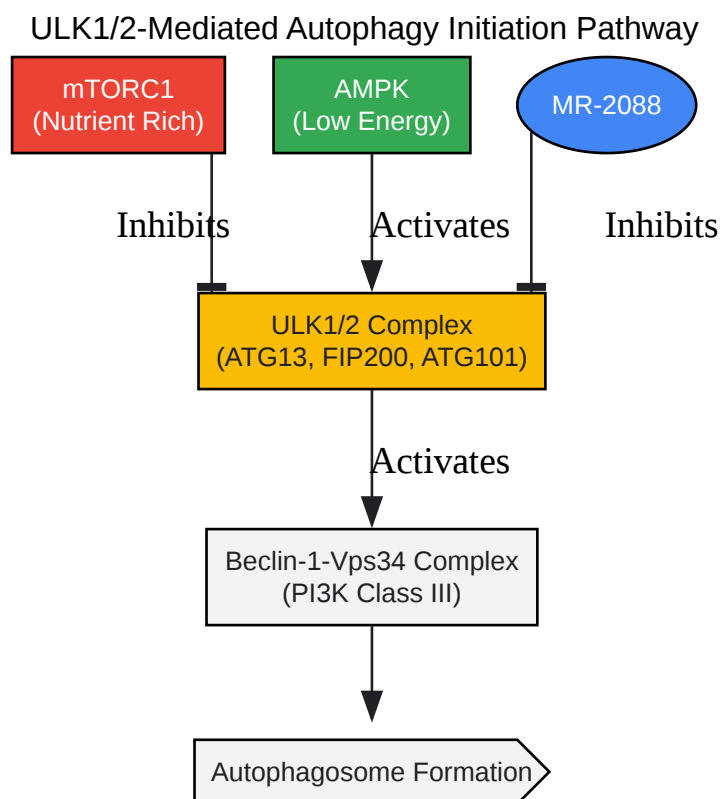 ULK1/2-Mediated Autophagy Initiation Pathway
mTORC1
(Nutrient Rich)
AMPK
(Low Energy)
MR-2088
Inhibits
Activates
Inhibits
ULK1/2 Complex
(ATG13, FIP200, ATG101)
Activates
Beclin-1-Vps34 Complex
(PI3K Class III)
Autophagosome Formation